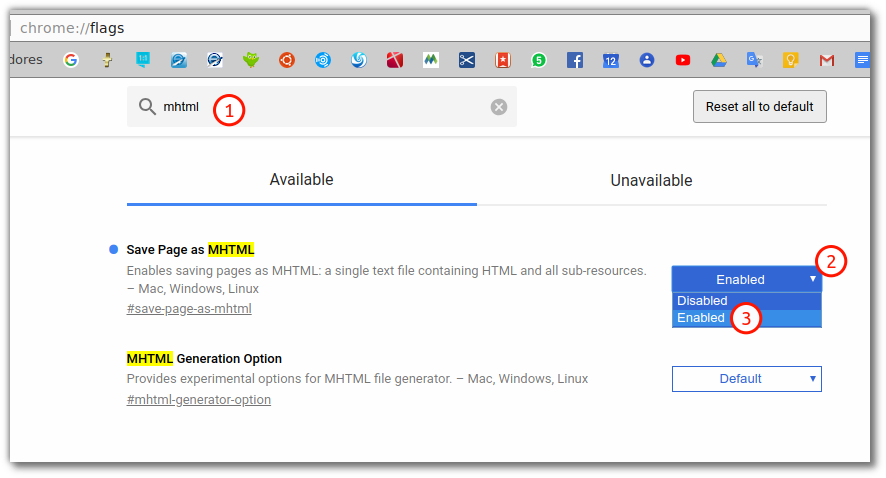 chrome://flags
dores
12
5
mhtml
1
Reset all to default
Available
Unavailable
Save Page as MHTML
Enables saving pages as MHTML: a single text file containing HTML and all sub-resources.
– Mac, Windows, Linux
#save-page-as-mhtml
Enabled
2
Disabled
Enabled
3
MHTML Generation Option
Provides experimental options for MHTML file generator. – Mac, Windows, Linux
#mhtml-generator-option
Default